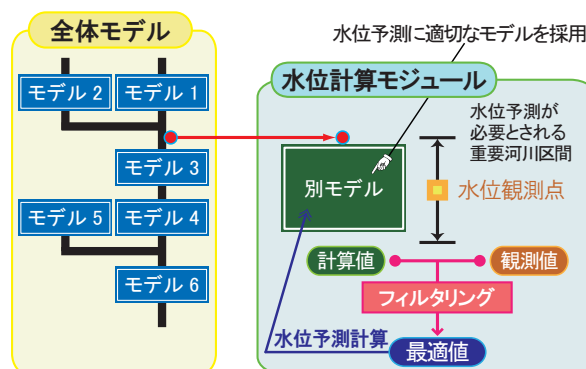 全体モデル
モデル 2
モデル 1
モデル 3
モデル 5
モデル 4
モデル 6
水位予測に適切なモデルを採用
水位計算モジュール
水位予測が
必要とされる
重要河川区間
別モデル
水位観測点
計算値
観測値
フィルタリング
水位予測計算
最適値